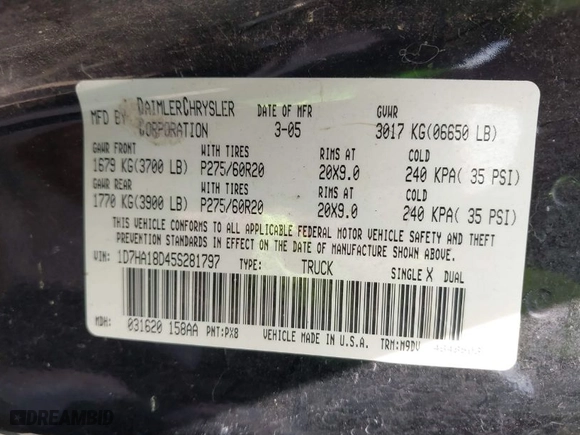 MFD BY DAIMLERCHRYSLER CORPORATION DATE OF MFR 3-05 GVWR 3017 KG(06650 LB)
GAWR FRONT WITH TIRES RIMS AT COLD
1679 KG(3700 LB) P275/60R20 20X9.0 240 KPA( 35 PSI)
GAWR REAR WITH TIRES RIMS AT COLD
1770 KG(3900 LB) P275/60R20 20X9.0 240 KPA( 35 PSI)
THIS VEHICLE CONFORMS TO ALL APPLICABLE FEDERAL MOTOR VEHICLE SAFETY AND THEFT
PREVENTION STANDARDS IN EFFECT ON THE DATE OF MANUFACTURE SHOWN ABOVE.
VIN: 1D7HA18D45S281797 TYPE: TRUCK SINGLE X DUAL
MDH: 031620 158AA PNT:PX8 VEHICLE MADE IN U.S.A. TRM:M9DV
DREAMBID